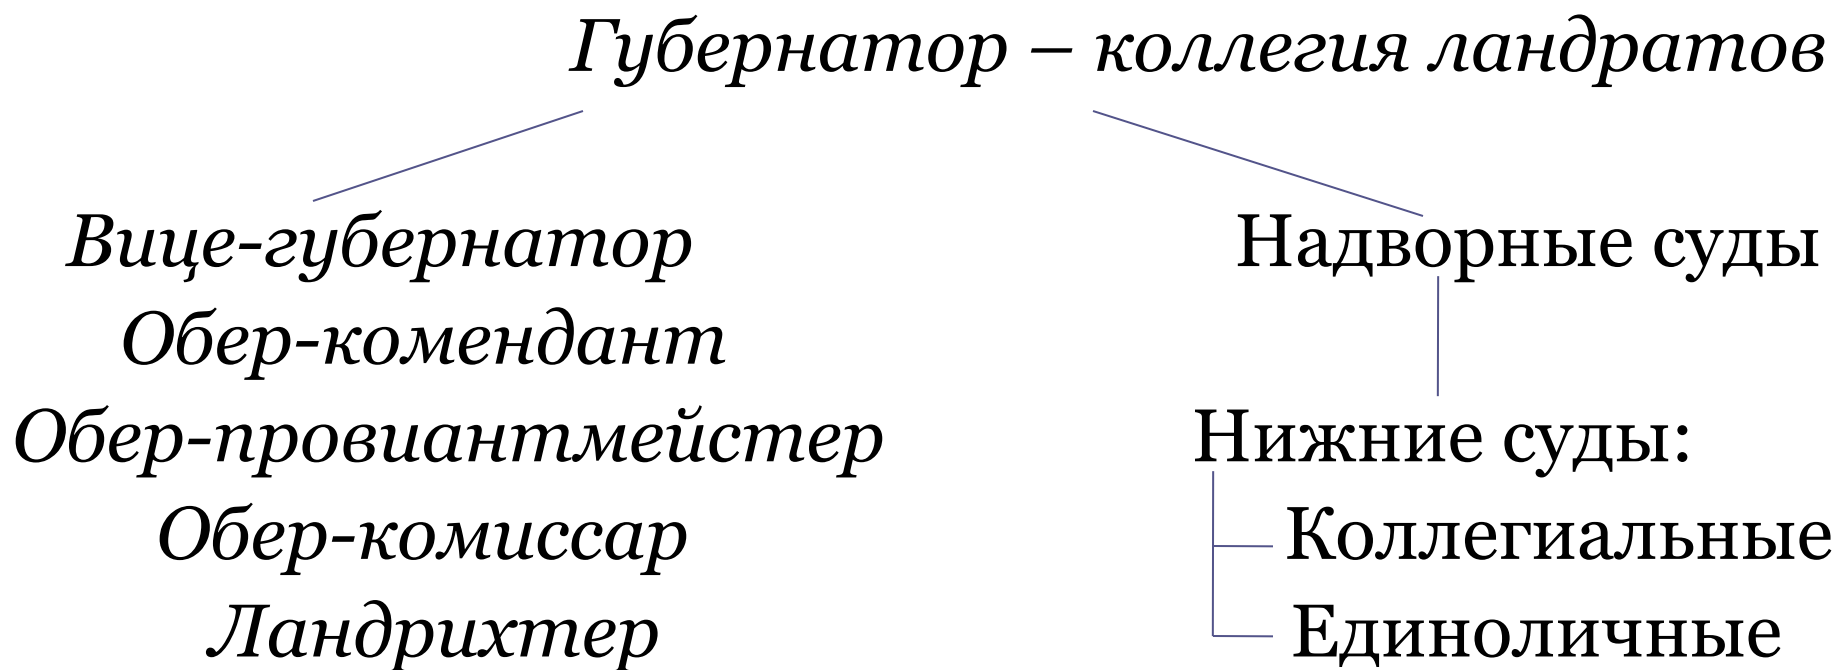 Губернатор – коллегия ландратов
Вице-губернатор
Обер-комендант
Обер-провиантмейстер
Обер-комиссар
Ландрихтер
Надворные суды
Нижние суды:
Коллегиальные
Единоличные